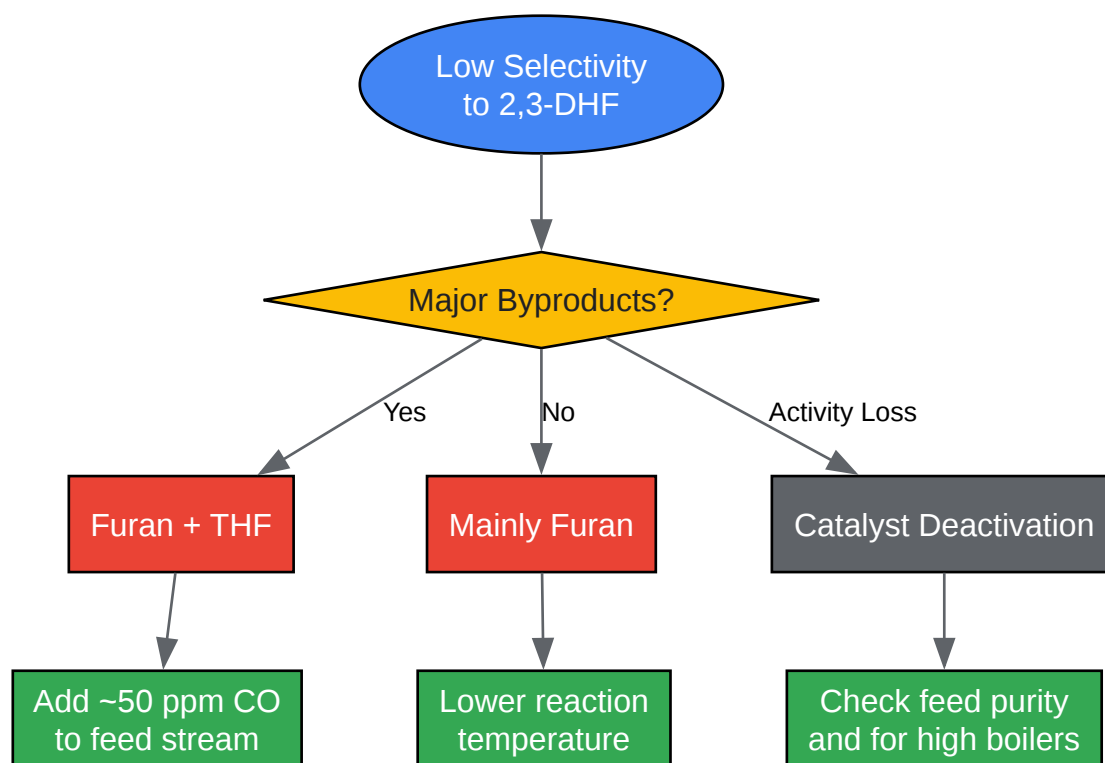 Low Selectivity
to 2,3-DHF
Major Byproducts?
Yes
No
Activity Loss
Furan + THF
Mainly Furan
Catalyst Deactivation
Add ~50 ppm CO
to feed stream
Lower reaction
temperature
Check feed purity
and for high boilers